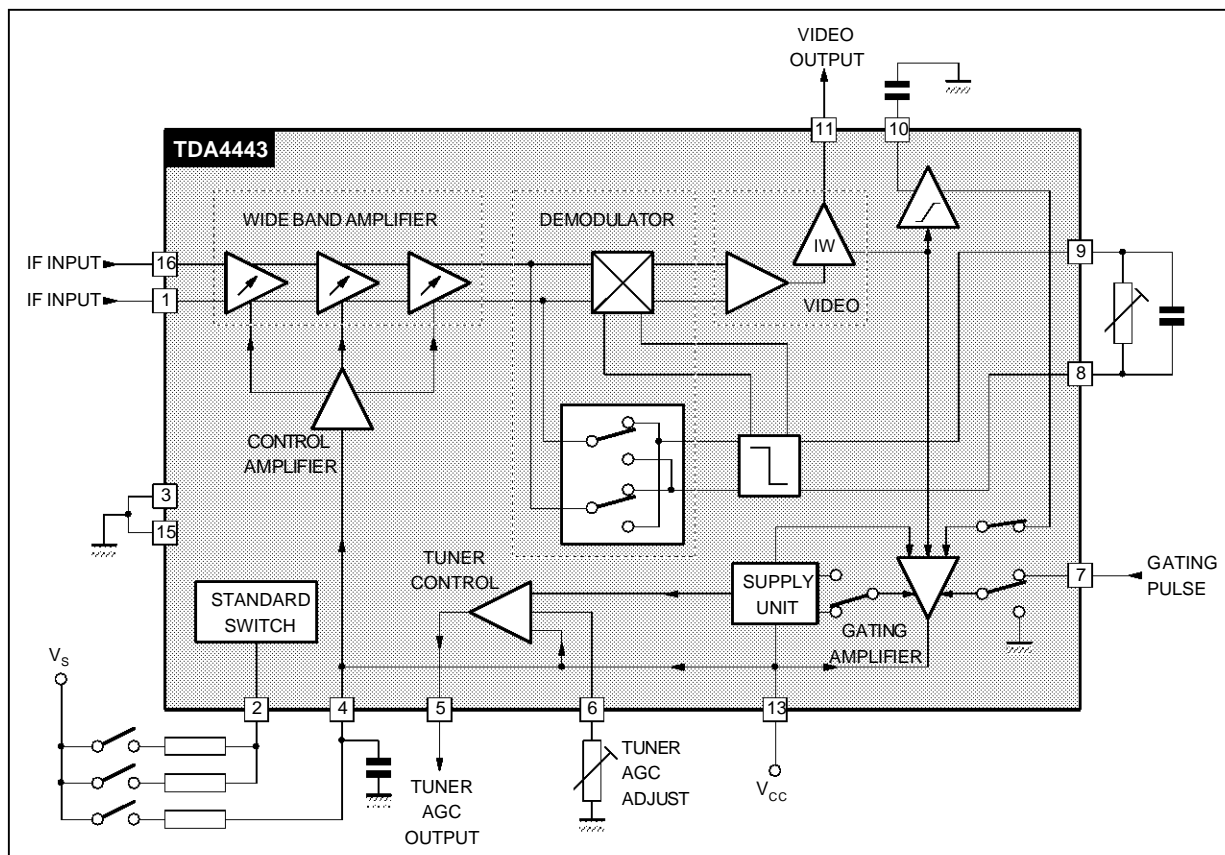 VIDEO
OUTPUT
11
10
TDA4443
WIDE BAND AMPLIFIER
DEMODULATOR
IW
VIDEO
IF INPUT
16
9
IF INPUT
1
8
CONTROL
AMPLIFIER
3
15
TUNER
CONTROL
SUPPLY
UNIT
7
GATING
PULSE
STANDARD
SWITCH
GATING
AMPLIFIER
VS
2
4
5
6
13
TUNER
AGC
OUTPUT
TUNER
AGC
ADJUST
VCC